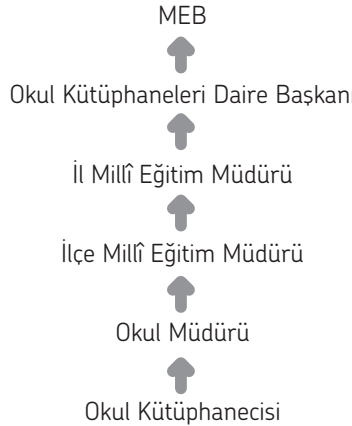 MEB
Okul Kütüphaneleri Daire Başkanı
İl Millî Eğitim Müdürü
İlçe Millî Eğitim Müdürü
Okul Müdürü
Okul Kütüphanecisi